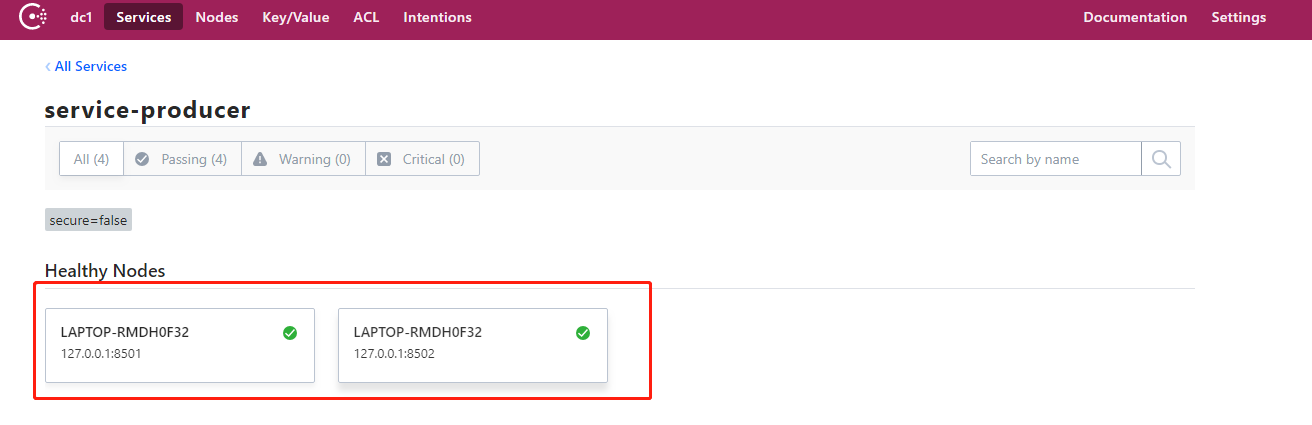 dc1 Services Nodes Key/Value ACL Intentions Documentation Settings
‹ All Services
service-producer
All (4) Passing (4) Warning (0) Critical (0) Search by name
secure=false
Healthy Nodes
LAPTOP-RMDH0F32 LAPTOP-RMDH0F32
127.0.0.1:8501 127.0.0.1:8502